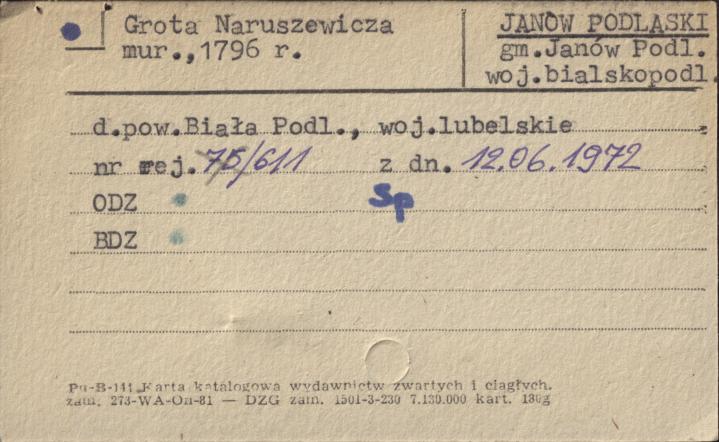 Grota Naruszewicza
mur.,1796 r.
JANÓW PODLASKI
gm.Janów Podl.
woj.bialskopodl.
d.pow.Biała Podl., woj.lubelskie
nr rej. 75/611 z dn. 12.06.1972
ODZ Sp
BDZ
Pu-B-141 Karta katalogowa wydawnictw zwartych i ciągłych.
zam. 273-WA-On-81 — DZG zam. 1501-3-230 7.130.000 kart. 180g